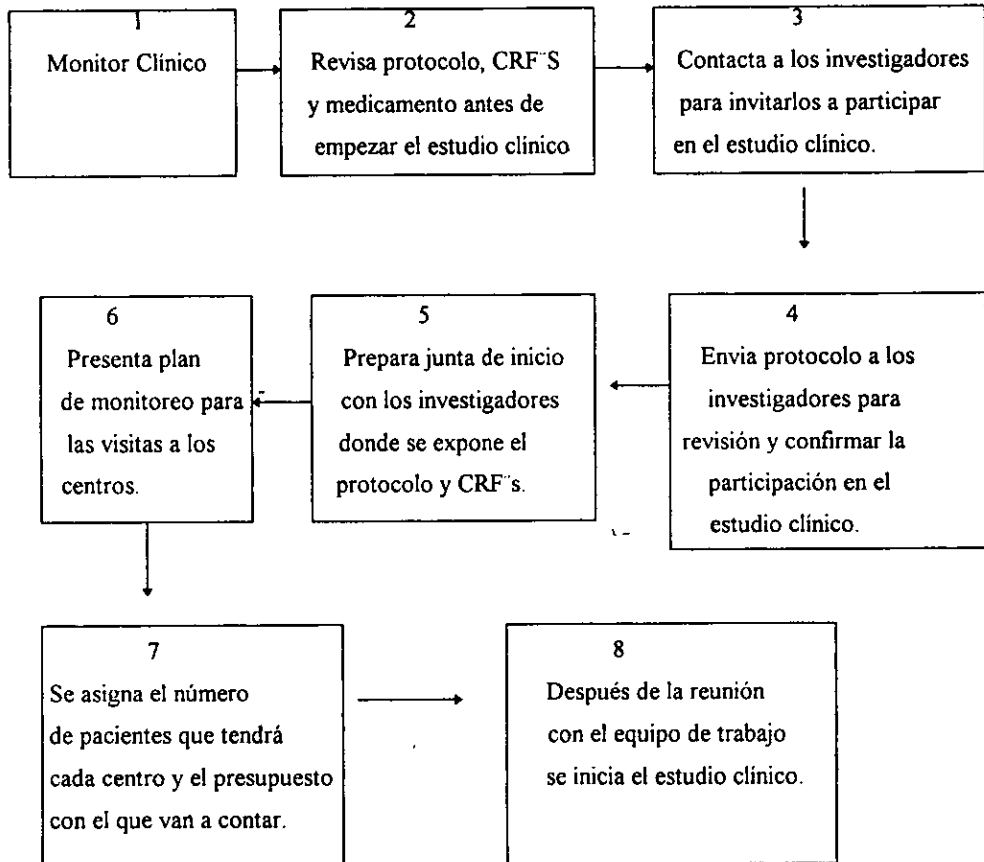 1
Monitor Clínico
2
Revisa protocolo, CRF¨S
y medicamento antes de
empezar el estudio clínico
3
Contacta a los investigadores
para invitarlos a participar
en el estudio clínico.
4
Envia protocolo a los
investigadores para
revisión y confirmar la
participación en el
estudio clínico.
5
Prepara junta de inicio
con los investigadores
donde se expone el
protocolo y CRF¨s.
6
Presenta plan
de monitoreo para
las visitas a los
centros.
7
Se asigna el número
de pacientes que tendrá
cada centro y el presupuesto
con el que van a contar.
8
Después de la reunión
con el equipo de trabajo
se inicia el estudio clínico.